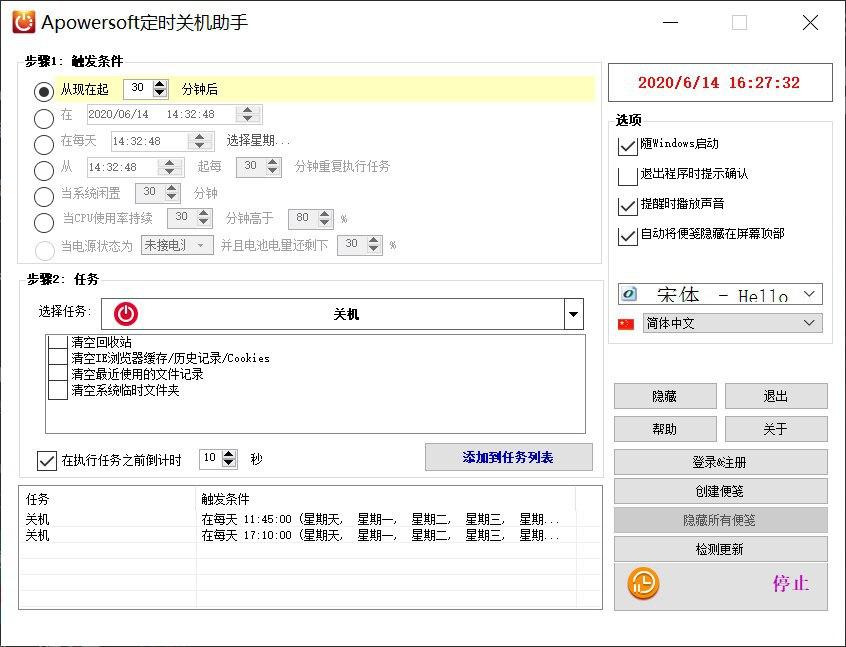 Apowersoft定时关机助手
步骤1: 触发条件
从现在起 30 分钟后
在 2020/06/14 14:32:48
在每天 14:32:48 选择星期...
从 14:32:48 起每 30 分钟重复执行任务
当系统闲置 30 分钟
当CPU使用率持续 30 分钟高于 80 %
当电源状态为 未接电 并且电池电量还剩下 30 %
步骤2: 任务
选择任务: 关机
清空回收站
清空IE浏览器缓存/历史记录/Cookies
清空最近使用的文件记录
清空系统临时文件夹
在执行任务之前倒计时 10 秒
添加到任务列表
任务 触发条件
关机 在每天 11:45:00 (星期天, 星期一, 星期二, 星期三, 星期...
关机 在每天 17:10:00 (星期天, 星期一, 星期二, 星期三, 星期...
2020/6/14 16:27:32
选项
随Windows启动
退出程序时提示确认
提醒时播放声音
自动将便笺隐藏在屏幕顶部
宋体 - Hello
简体中文
隐藏 退出
帮助 关于
登录&注册
创建便笺
隐藏所有便笺
检测更新
停止